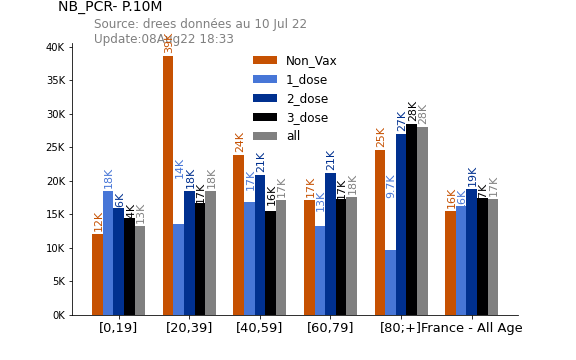 NB_PCR- P.10M
Source: drees données au 10 Jul 22
Update:08Aug22 18:33
Non_Vax
1_dose
2_dose
3_dose
all
40K
35K
30K
25K
20K
15K
10K
5K
0K
12K 18K 16K 14K 13K
39K 14K 18K 17K 18K
24K 17K 21K 16K 17K
17K 13K 21K 17K 18K
25K 9.7K 27K 28K 28K
16K 16K 19K 17K 17K
[0,19] [20,39] [40,59] [60,79] [80;+] France - All Age